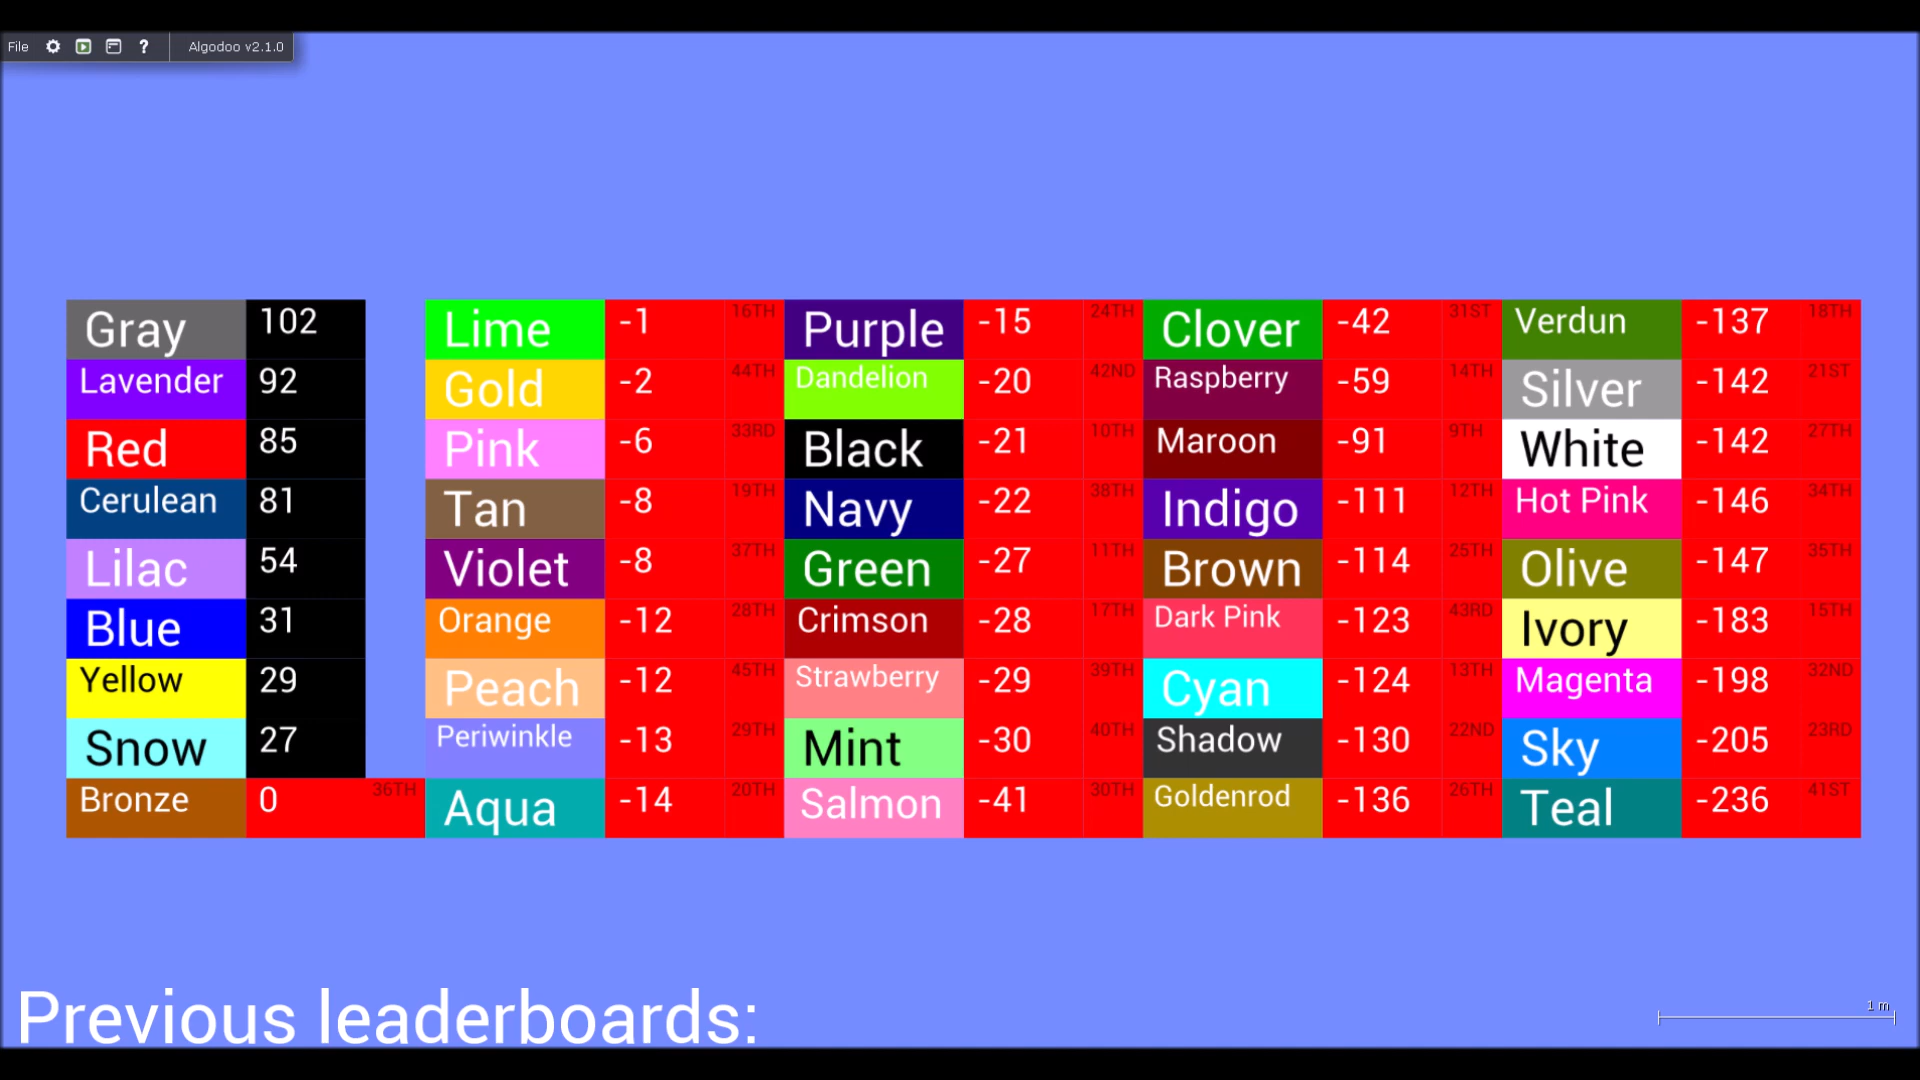 File ? Algodoo v2.1.0
Gray 102 Lime -1 16TH Purple -15 24TH Clover -42 31ST Verdun -137 18TH
Lavender 92 Gold -2 44TH Dandelion -20 42ND Raspberry -59 14TH Silver -142 21ST
Red 85 Pink -6 33RD Black -21 10TH Maroon -91 9TH White -142 27TH
Cerulean 81 Tan -8 19TH Navy -22 38TH Indigo -111 12TH Hot Pink -146 34TH
Lilac 54 Violet -8 37TH Green -27 11TH Brown -114 25TH Olive -147 35TH
Blue 31 Orange -12 28TH Crimson -28 17TH Dark Pink -123 43RD Ivory -183 15TH
Yellow 29 Peach -12 45TH Strawberry -29 39TH Cyan -124 13TH Magenta -198 32ND
Snow 27 Periwinkle -13 29TH Mint -30 40TH Shadow -130 22ND Sky -205 23RD
Bronze 0 36TH Aqua -14 20TH Salmon -41 30TH Goldenrod -136 26TH Teal -236 41ST
1 m
Previous leaderboards: